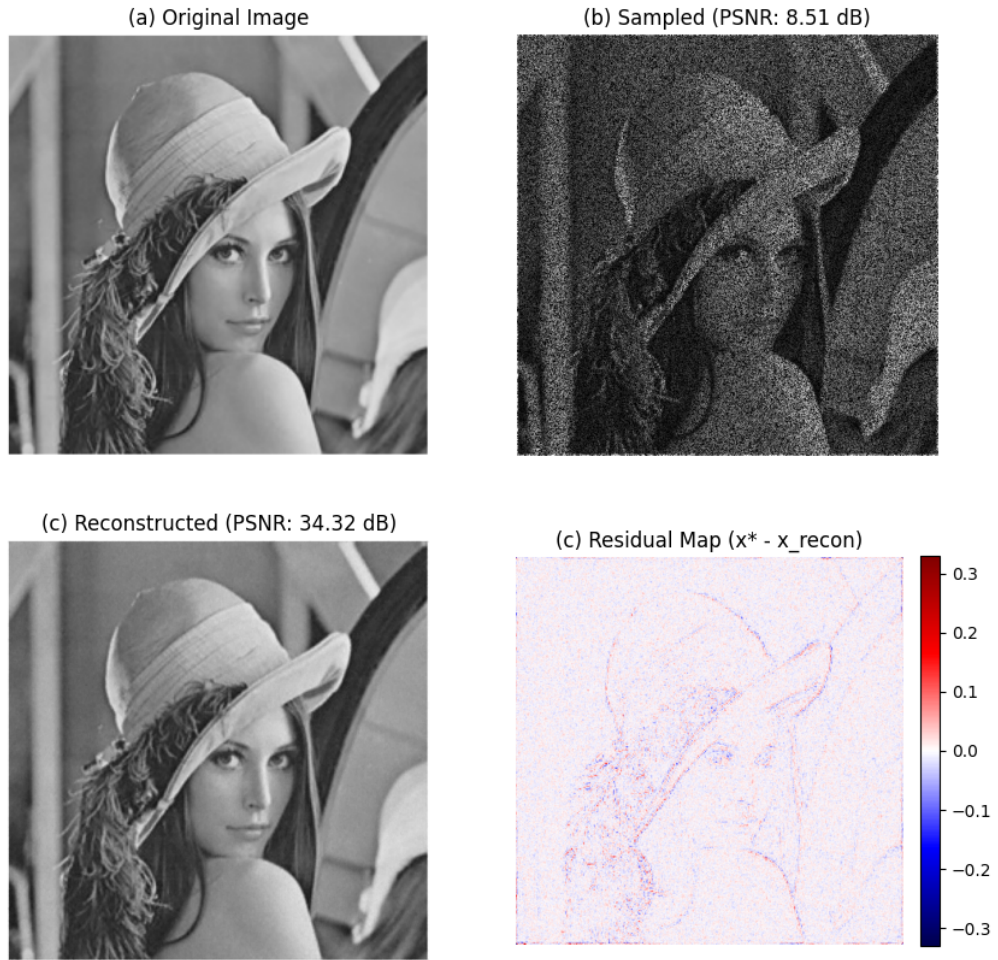 (a) Original Image
(b) Sampled (PSNR: 8.51 dB)
(c) Reconstructed (PSNR: 34.32 dB)
(c) Residual Map (x* - x_recon)
0.3
0.2
0.1
0.0
−0.1
−0.2
−0.3